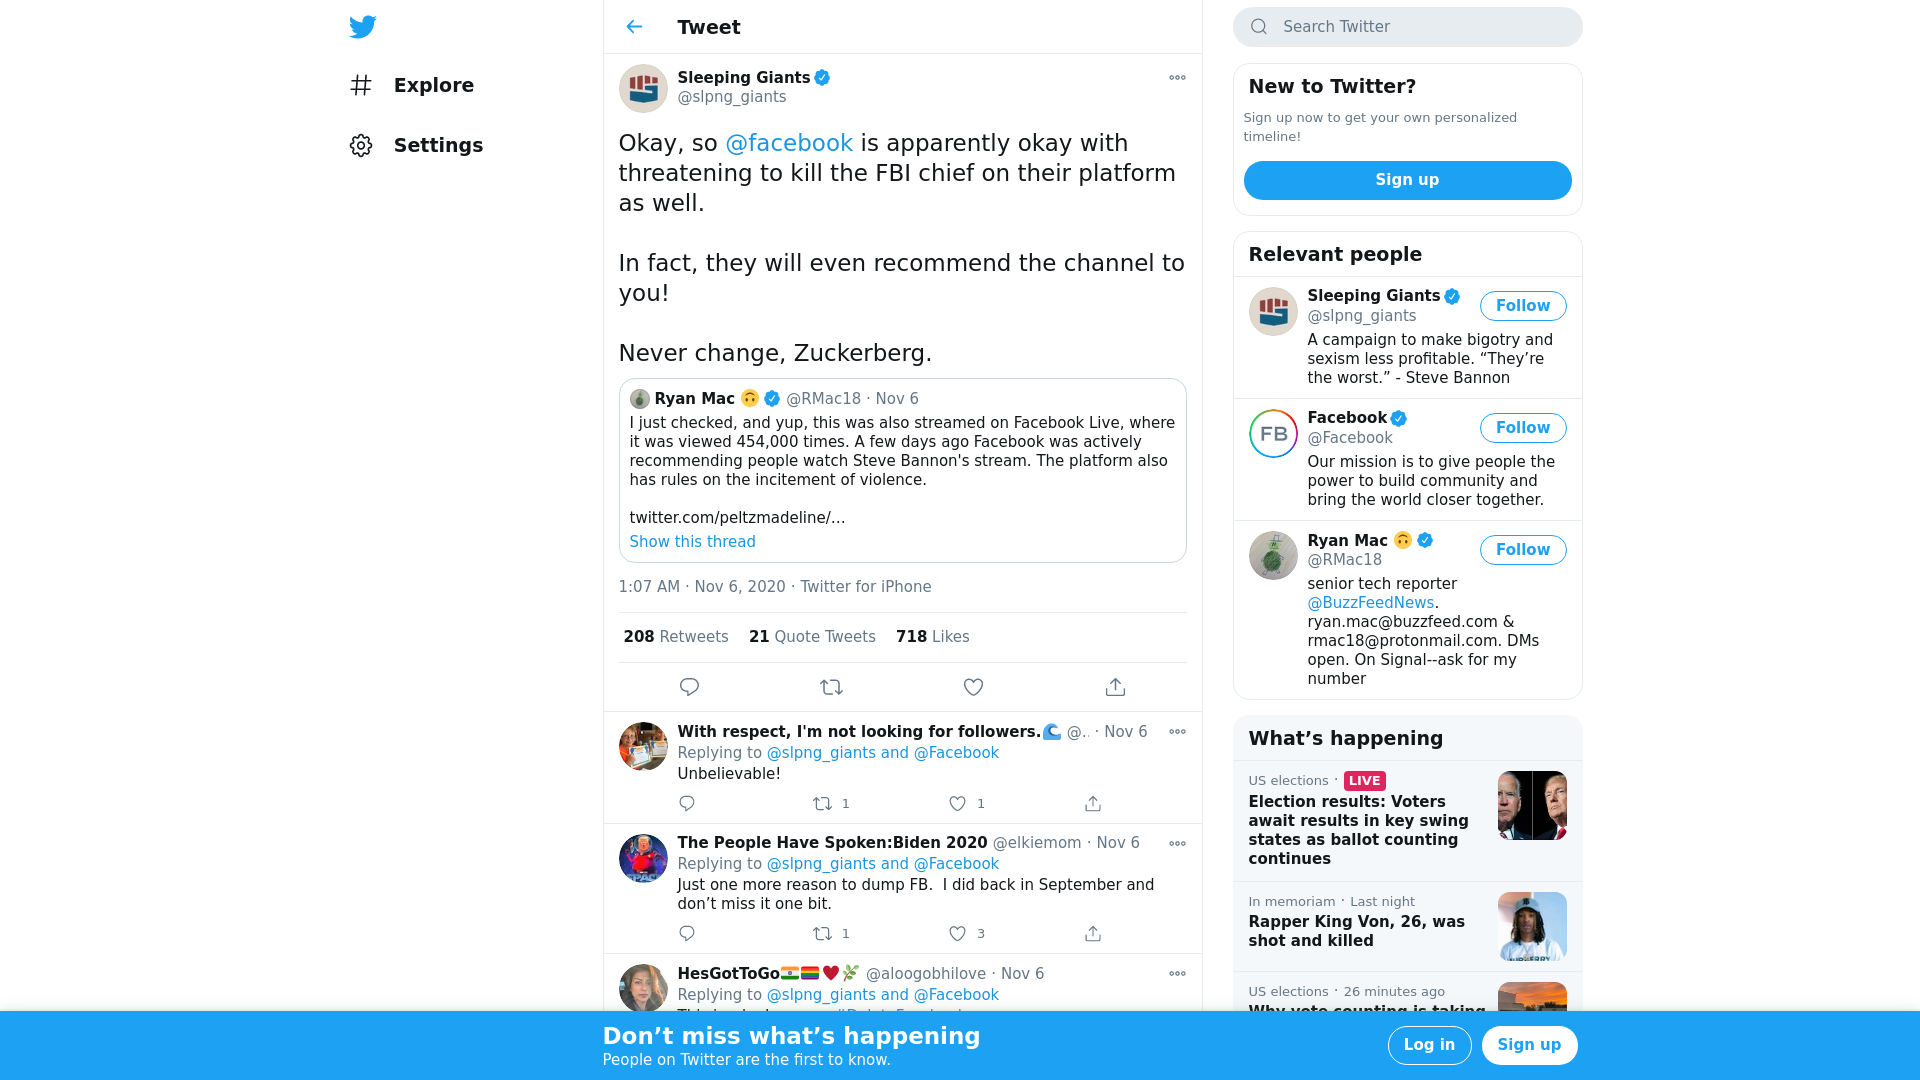 Explore
Settings
Tweet
Sleeping Giants
@slpng_giants
Okay, so @facebook is apparently okay with
threatening to kill the FBI chief on their platform
as well.
In fact, they will even recommend the channel to
you!
Never change, Zuckerberg.
Ryan Mac 🙃 @RMac18 · Nov 6
I just checked, and yup, this was also streamed on Facebook Live, where
it was viewed 454,000 times. A few days ago Facebook was actively
recommending people watch Steve Bannon's stream. The platform also
has rules on the incitement of violence.
twitter.com/peltzmadeline/…
Show this thread
1:07 AM · Nov 6, 2020 · Twitter for iPhone
208 Retweets 21 Quote Tweets 718 Likes
With respect, I'm not looking for followers.🌊 @.. · Nov 6
Replying to @slpng_giants and @Facebook
Unbelievable!
1 1
The People Have Spoken:Biden 2020 @elkiemom · Nov 6
Replying to @slpng_giants and @Facebook
Just one more reason to dump FB.  I did back in September and
don’t miss it one bit.
1 3
HesGotToGo🇮🇳🏳️‍🌈♥️🌿 @aloogobhilove · Nov 6
Replying to @slpng_giants and @Facebook
Search Twitter
New to Twitter?
Sign up now to get your own personalized
timeline!
Sign up
Relevant people
Sleeping Giants
@slpng_giants
Follow
A campaign to make bigotry and
sexism less profitable. “They’re
the worst.” - Steve Bannon
FB
Facebook
@Facebook
Follow
Our mission is to give people the
power to build community and
bring the world closer together.
Ryan Mac 🙃
@RMac18
Follow
senior tech reporter
@BuzzFeedNews.
ryan.mac@buzzfeed.com &
rmac18@protonmail.com. DMs
open. On Signal--ask for my
number
What’s happening
US elections · LIVE
Election results: Voters
await results in key swing
states as ballot counting
continues
In memoriam · Last night
Rapper King Von, 26, was
shot and killed
US elections · 26 minutes ago
Why vote counting is taking
Don’t miss what’s happening
People on Twitter are the first to know.
Log in
Sign up